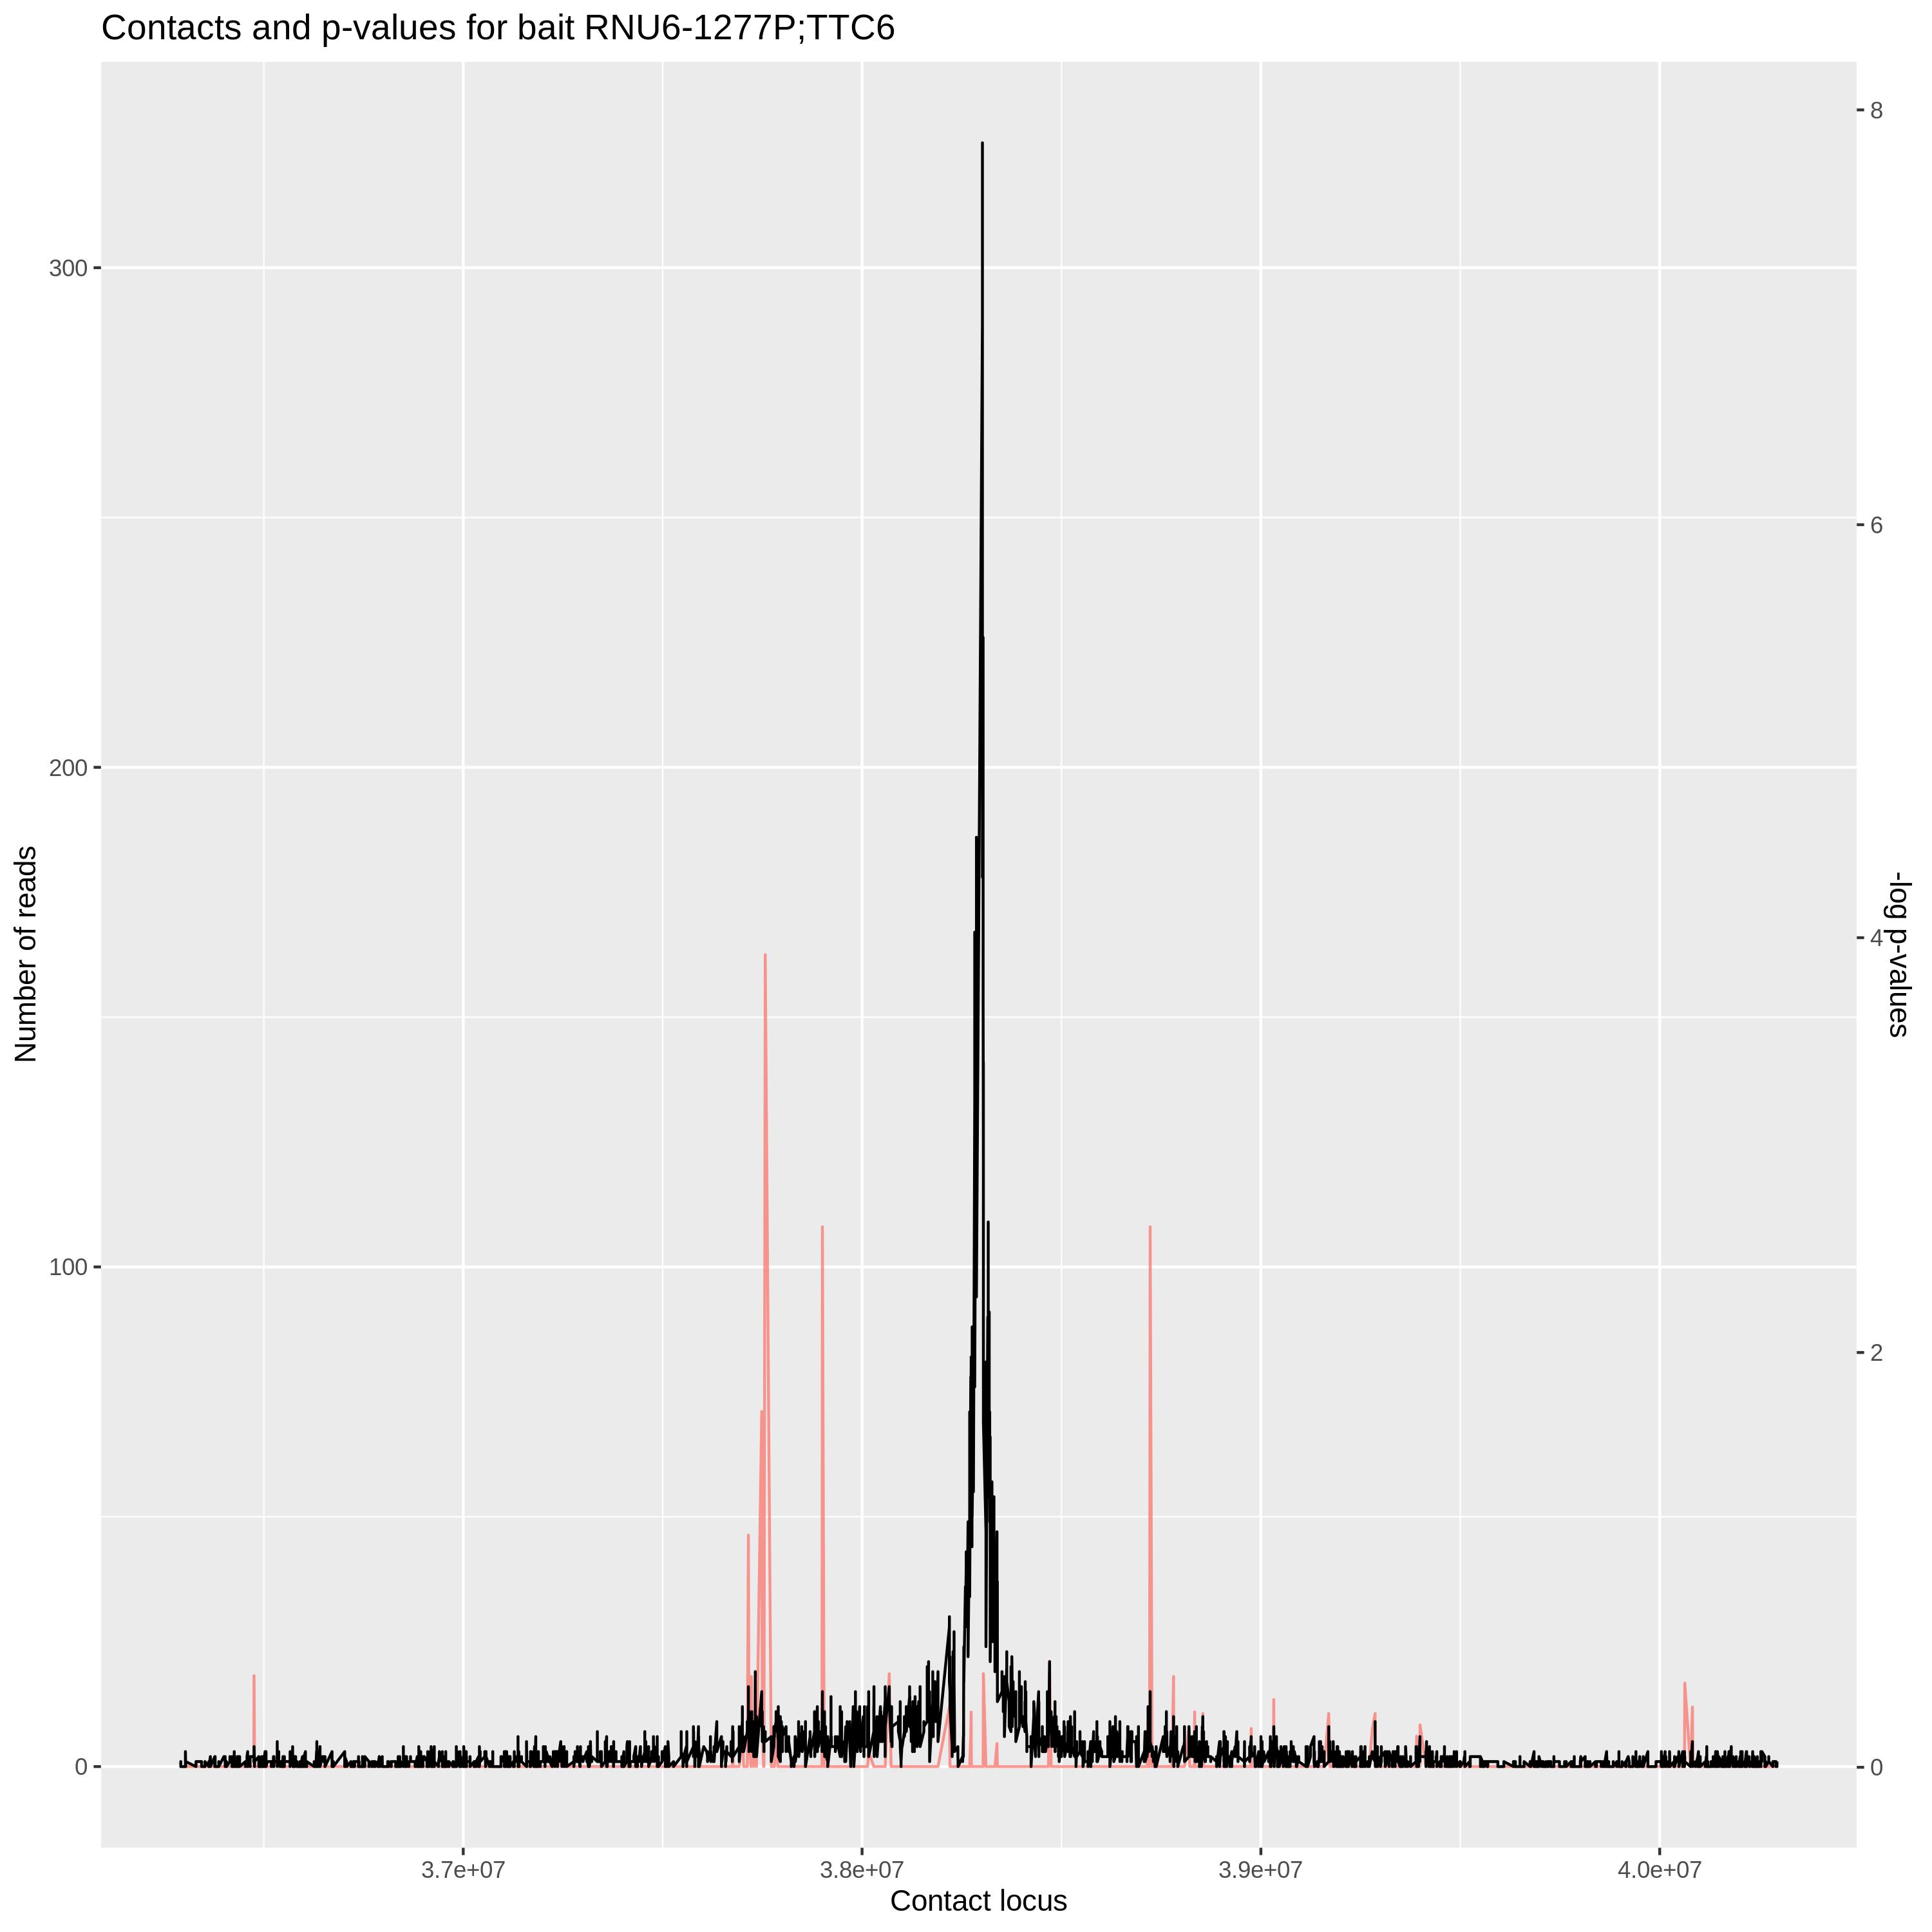 Contacts and p-values for bait RNU6-1277P;TTC6
8
300
6
200
Number of reads
-log p-values
4
100
2
0
0
3.7e+07
3.8e+07
3.9e+07
4.0e+07
Contact locus